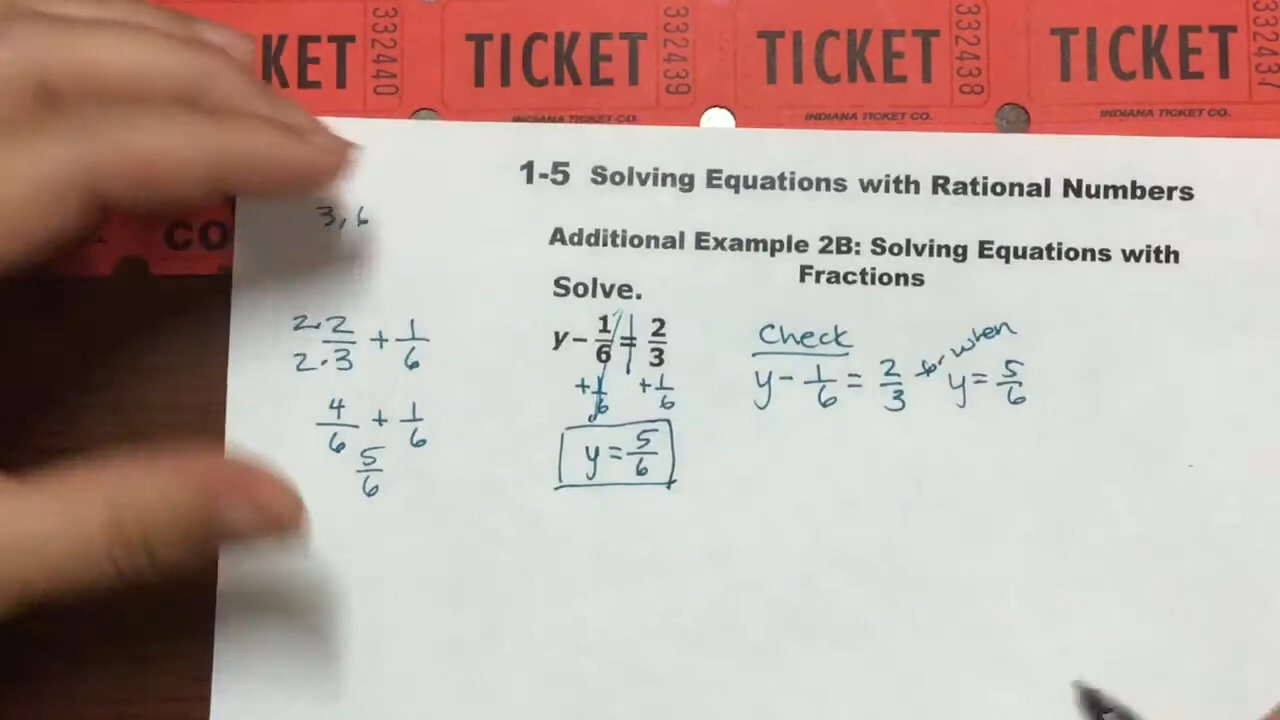 KET 332440 TICKET 332439 TICKET 332438 TICKET 332437
INDIANA TICKET CO. INDIANA TICKET CO. INDIANA TICKET CO.
CO
1-5 Solving Equations with Rational Numbers
3, 6
Additional Example 2B: Solving Equations with
Fractions
Solve.
y - 1/6 = 2/3
+ 1/6 + 1/6
y = 5/6
2·2/2·3 + 1/6
4/6 + 1/6
5/6
Check
y - 1/6 = 2/3 for when y = 5/6